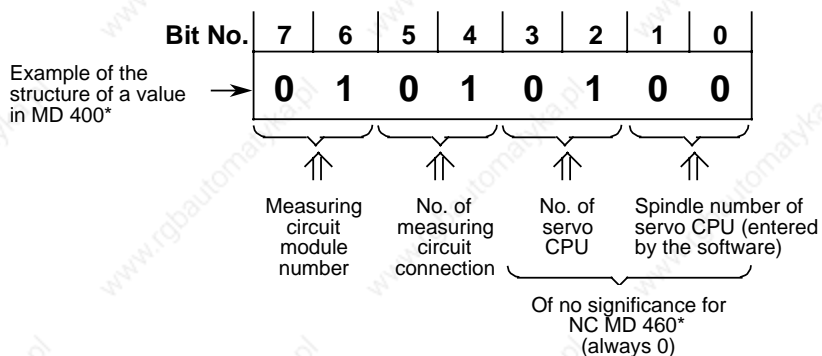 Bit No. 7 6 5 4 3 2 1 0
Example of the
structure of a value
in MD 400*
0 1 0 1 0 1 0 0
Measuring
circuit
module
number
No. of
measuring
circuit
connection
No. of
servo
CPU
Spindle number of
servo CPU (entered
by the software)
Of no significance for
NC MD 460*
(always 0)
www.rgbautomatyka.pl